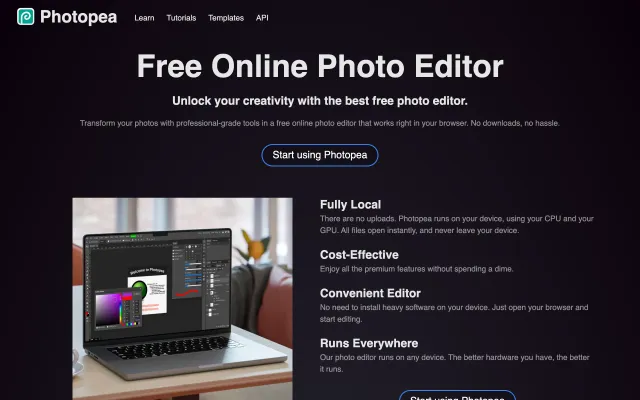 Photopea
Learn Tutorials Templates API
Free Online Photo Editor
Unlock your creativity with the best free photo editor.
Transform your photos with professional-grade tools in a free online photo editor that works right in your browser. No downloads, no hassle.
Start using Photopea
Welcome to Photopea
Fully Local
There are no uploads. Photopea runs on your device, using your CPU and your
GPU. All files open instantly, and never leave your device.
Cost-Effective
Enjoy all the premium features without spending a dime.
Convenient Editor
No need to install heavy software on your device. Just open your browser and
start editing.
Runs Everywhere
Our photo editor runs on any device. The better hardware you have, the better
it runs.
Start using Photopea